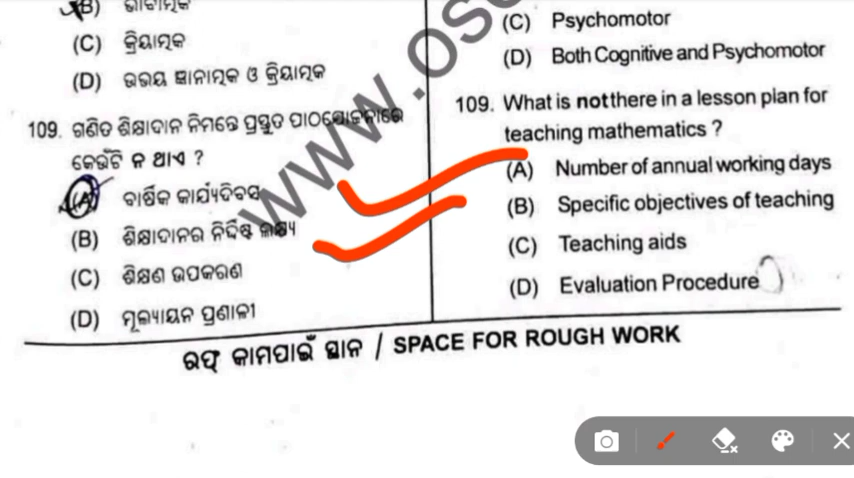 (B) ଭାବାତ୍ମକ
(C) କ୍ରିୟାତ୍ମକ
(D) ଉଭୟ ଜ୍ଞାନାତ୍ମକ ଓ କ୍ରିୟାତ୍ମକ
109. ଗଣିତ ଶିକ୍ଷାଦାନ ନିମନ୍ତେ ପ୍ରସ୍ତୁତ ପାଠଯୋଜନାରେ
କେଉଁଟି ନ ଥାଏ ?
(A) ବାର୍ଷିକ କାର୍ଯ୍ୟଦିବସ
(B) ଶିକ୍ଷାଦାନର ନିର୍ଦ୍ଦିଷ୍ଟ ଲକ୍ଷ୍ୟ
(C) ଶିକ୍ଷଣ ଉପକରଣ
(D) ମୂଲ୍ୟାୟନ ପ୍ରଣାଳୀ
(C) Psychomotor
(D) Both Cognitive and Psychomotor
109. What is not there in a lesson plan for
teaching mathematics ?
(A) Number of annual working days
(B) Specific objectives of teaching
(C) Teaching aids
(D) Evaluation Procedure
ରଫ୍ କାମପାଇଁ ସ୍ଥାନ / SPACE FOR ROUGH WORK